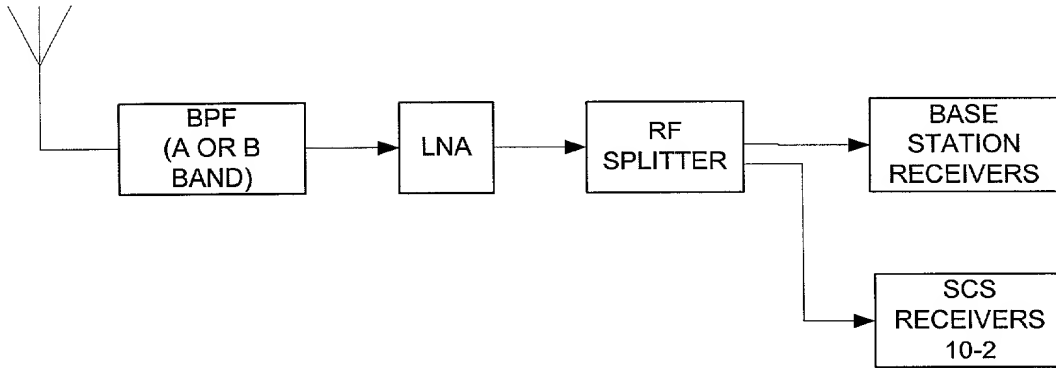 BPF
(A OR B
BAND)
LNA
RF
SPLITTER
BASE
STATION
RECEIVERS
SCS
RECEIVERS
10-2